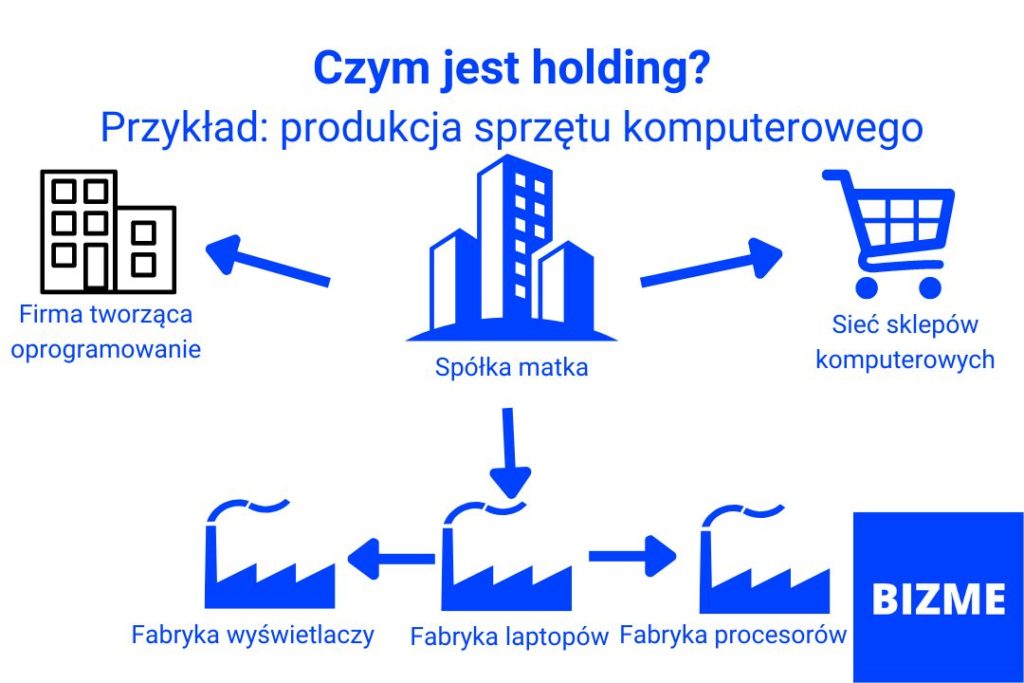 Czym jest holding?
Przykład: produkcja sprzętu komputerowego
Firma tworząca
oprogramowanie
Spółka matka
Sieć sklepów
komputerowych
Fabryka wyświetlaczy
Fabryka laptopów
Fabryka procesorów
BIZME